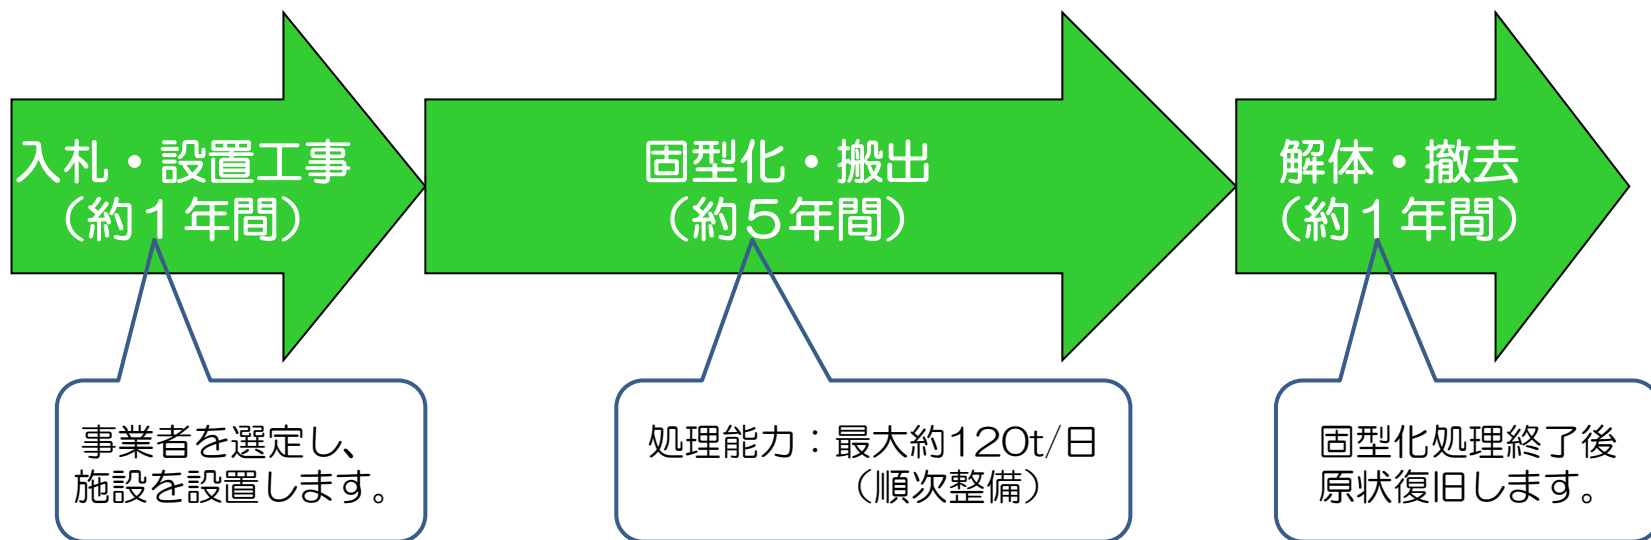 入札・設置工事
（約１年間）
固型化・搬出
（約５年間）
解体・撤去
（約１年間）
事業者を選定し、
施設を設置します。
処理能力：最大約120t/日
（順次整備）
固型化処理終了後
原状復旧します。